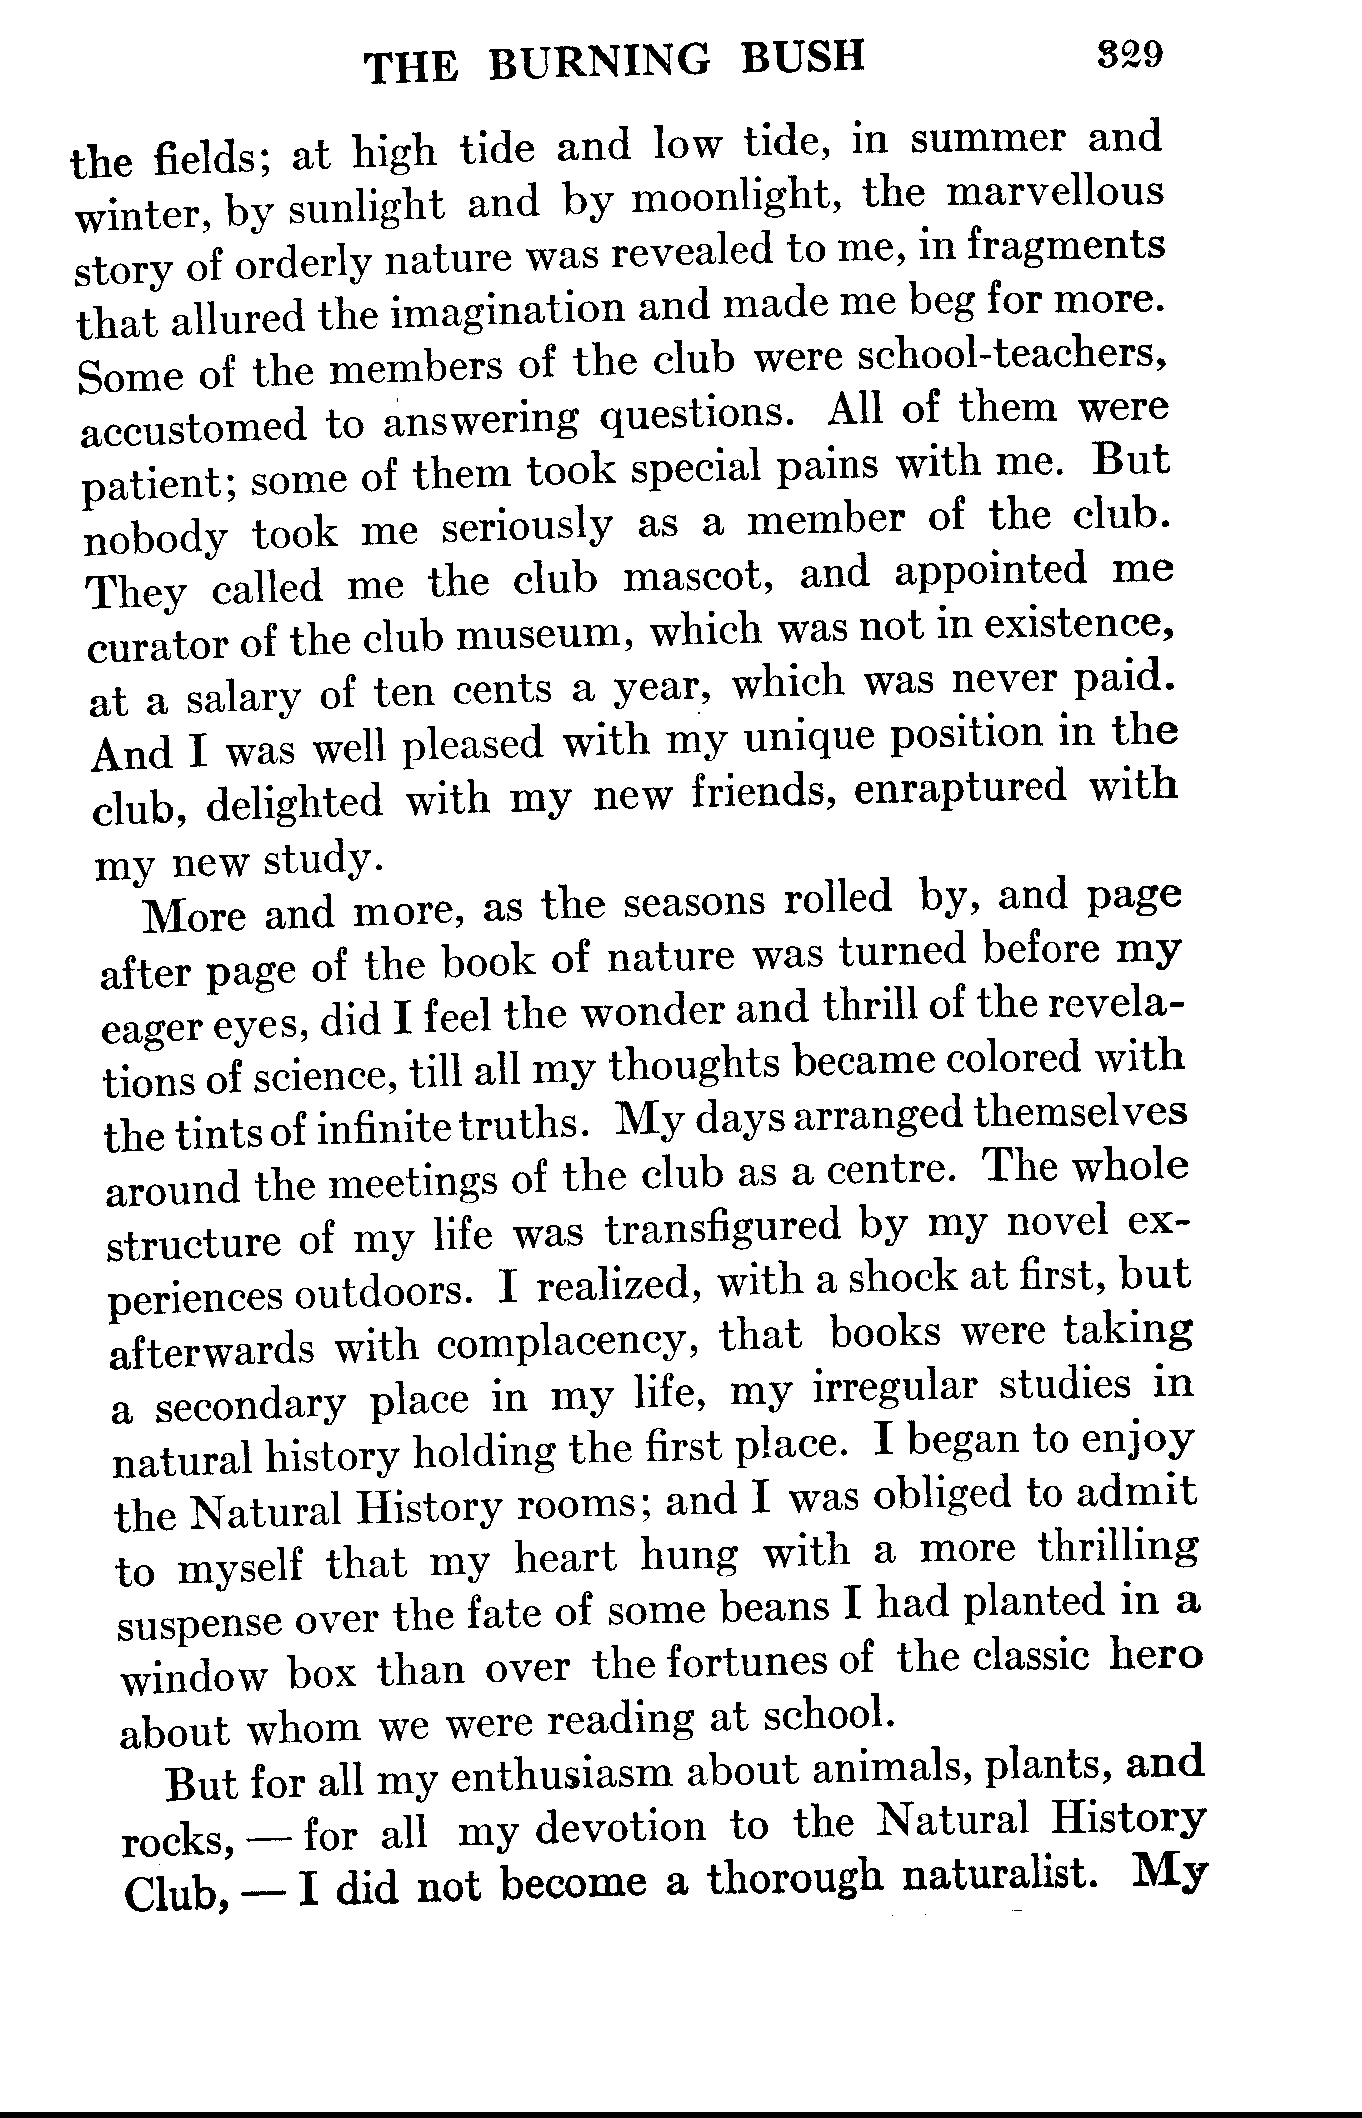 THE BURNING BUSH 329
the fields; at high tide and low tide, in summer and
winter, by sunlight and by moonlight, the marvellous
story of orderly nature was revealed to me, in fragments
that allured the imagination and made me beg for more.
Some of the members of the club were school-teachers,
accustomed to answering questions. All of them were
patient; some of them took special pains with me. But
nobody took me seriously as a member of the club.
They called me the club mascot, and appointed me
curator of the club museum, which was not in existence,
at a salary of ten cents a year, which was never paid.
And I was well pleased with my unique position in the
club, delighted with my new friends, enraptured with
my new study.
More and more, as the seasons rolled by, and page
after page of the book of nature was turned before my
eager eyes, did I feel the wonder and thrill of the revela-
tions of science, till all my thoughts became colored with
the tints of infinite truths. My days arranged themselves
around the meetings of the club as a centre. The whole
structure of my life was transfigured by my novel ex-
periences outdoors. I realized, with a shock at first, but
afterwards with complacency, that books were taking
a secondary place in my life, my irregular studies in
natural history holding the first place. I began to enjoy
the Natural History rooms; and I was obliged to admit
to myself that my heart hung with a more thrilling
suspense over the fate of some beans I had planted in a
window box than over the fortunes of the classic hero
about whom we were reading at school.
But for all my enthusiasm about animals, plants, and
rocks, — for all my devotion to the Natural History
Club, — I did not become a thorough naturalist. My